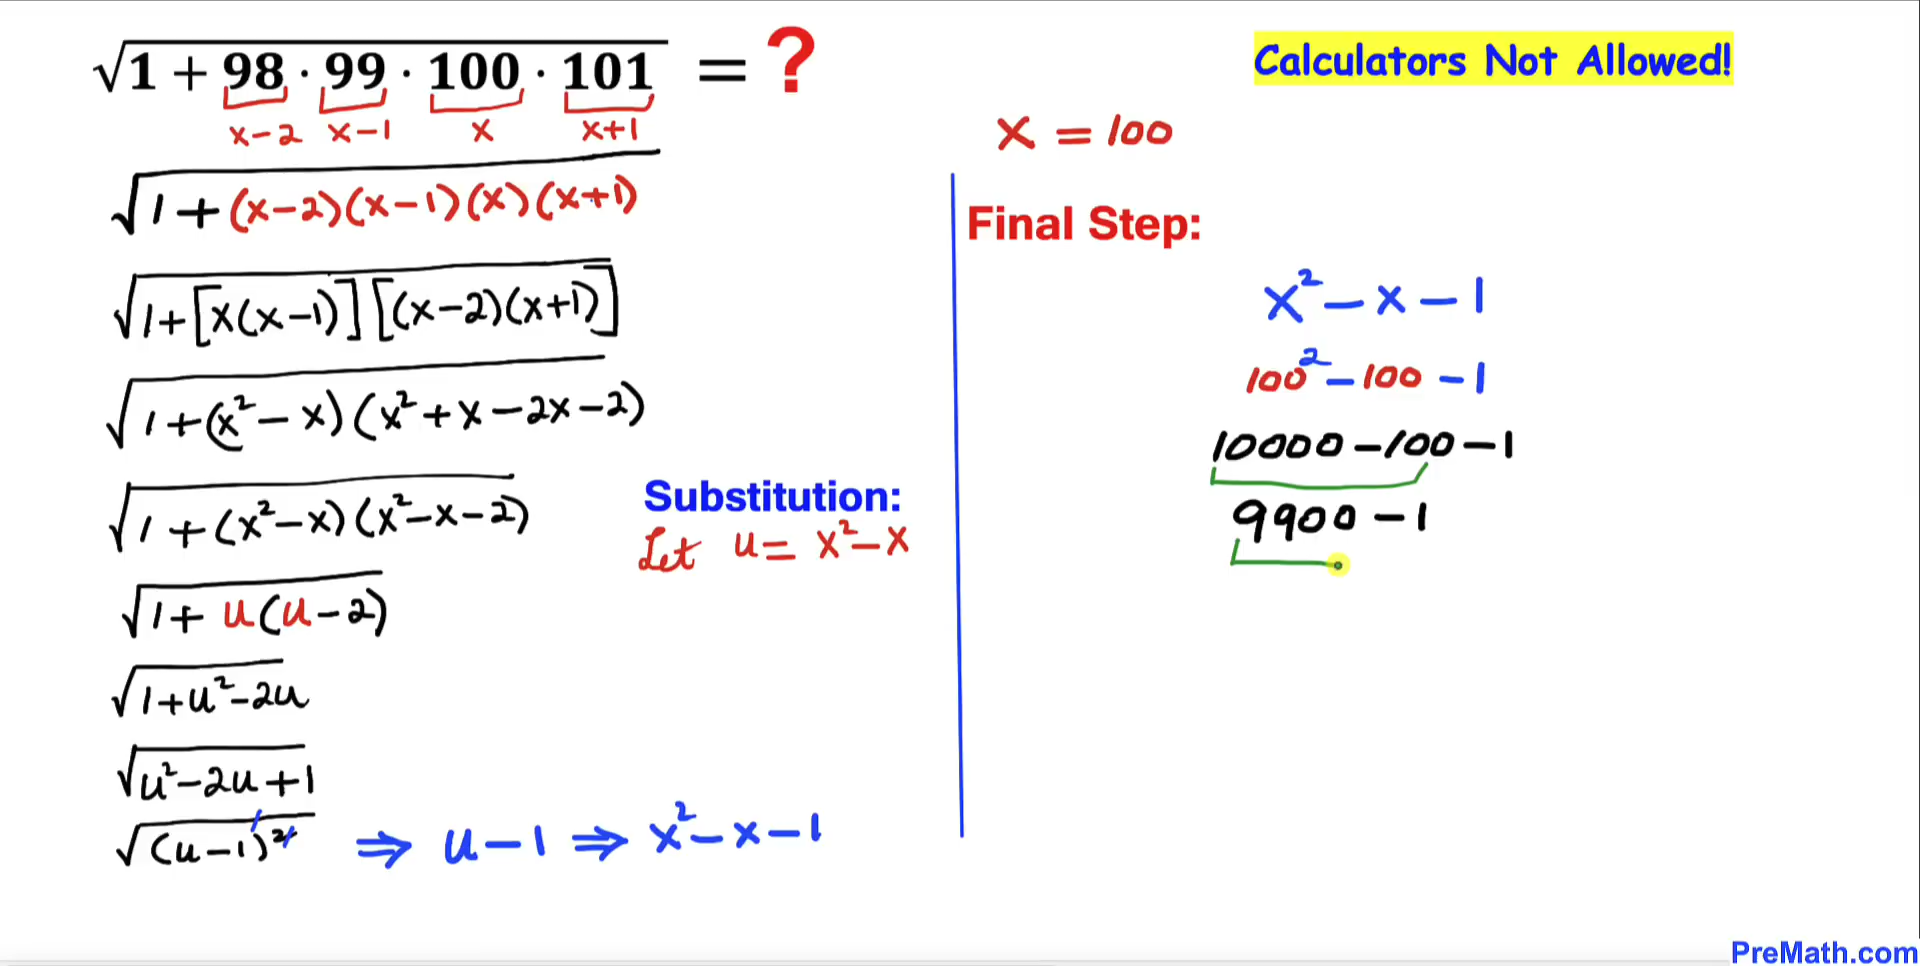 √1 + 98 · 99 · 100 · 101 = ?
Calculators Not Allowed!
x-2 x-1 x x+1
x = 100
√1+(x-2)(x-1)(x)(x+1)
√1+[x(x-1)][(x-2)(x+1)]
√1+(x²-x)(x²+x-2x-2)
√1+(x²-x)(x²-x-2)
Substitution:
Let u= x²-x
√1+ u(u-2)
√1+u²-2u
√u²-2u+1
√(u-1)² ⇒ u-1 ⇒ x²-x-1
Final Step:
x²-x-1
100²-100-1
10000-100-1
9900-1
PreMath.com